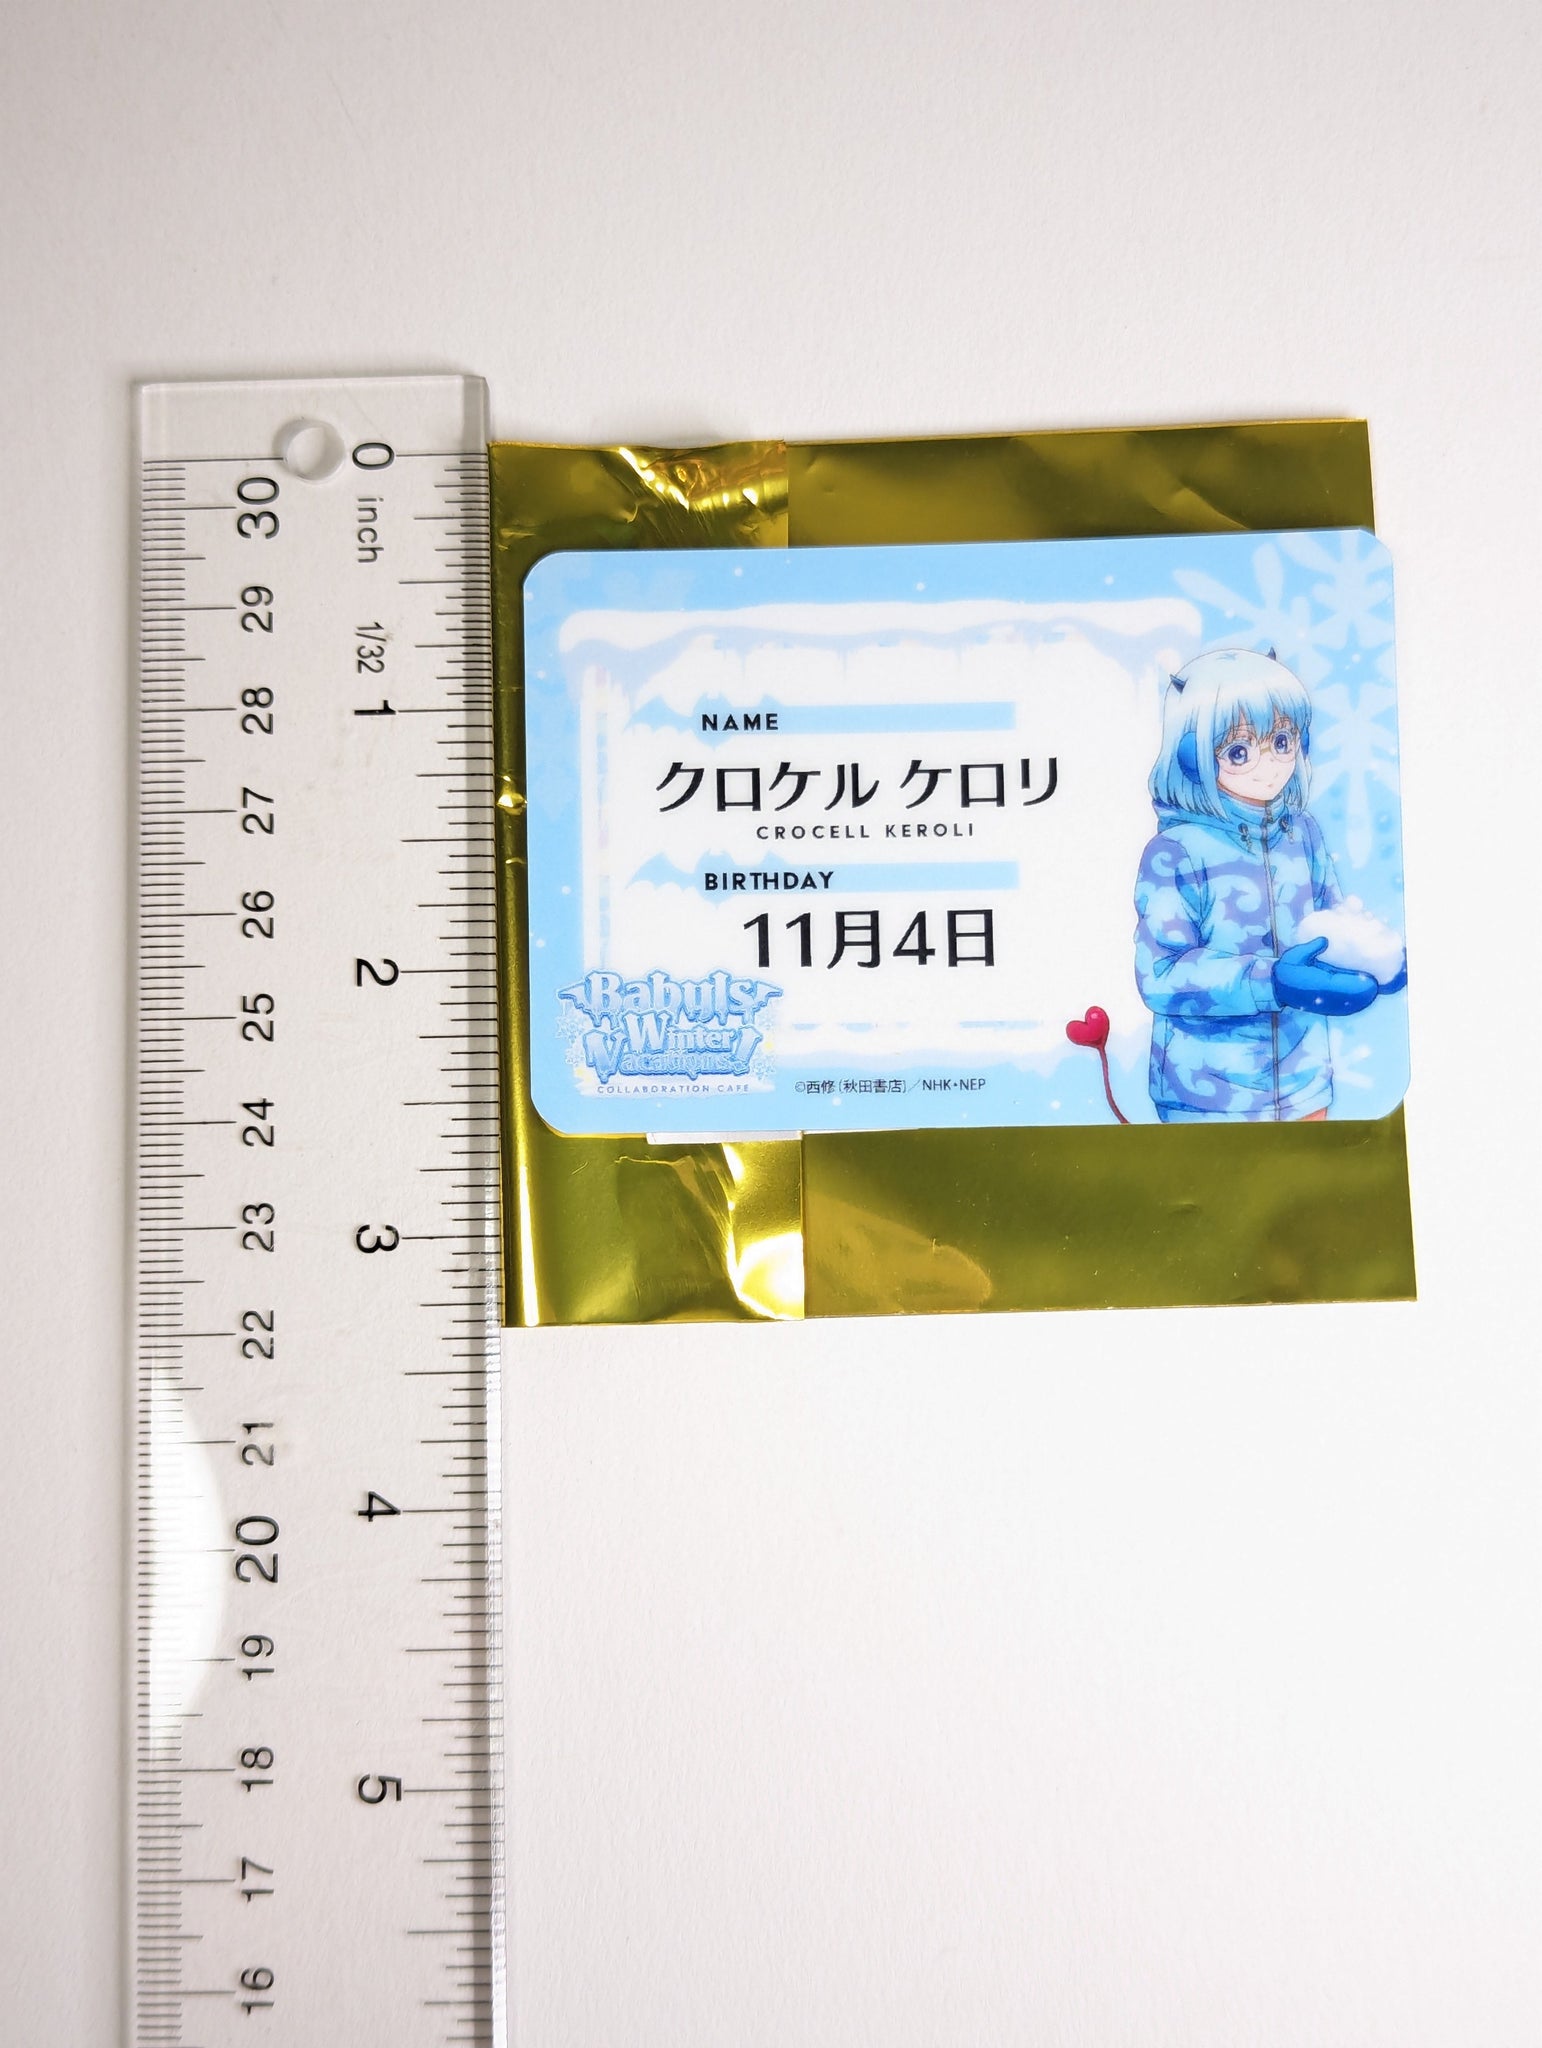 0
inch
1/32
1
2
3
4
5
30
29
28
27
26
25
24
23
22
21
20
19
18
17
16
NAME
クロケル ケロリ
CROCELL KEROLI
BIRTHDAY
11月4日
Babyls
Winter
Vacations!
COLLABORATION CAFE
©西修(秋田書店)／NHK・NEP